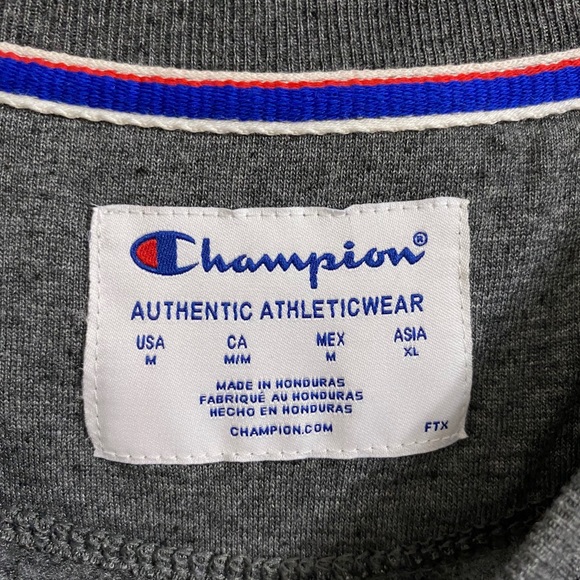 Champion®
AUTHENTIC ATHLETICWEAR
USA CA MEX ASIA
M M/M M XL
MADE IN HONDURAS
FABRIQUÉ AU HONDURAS
HECHO EN HONDURAS
CHAMPION.COM FTX